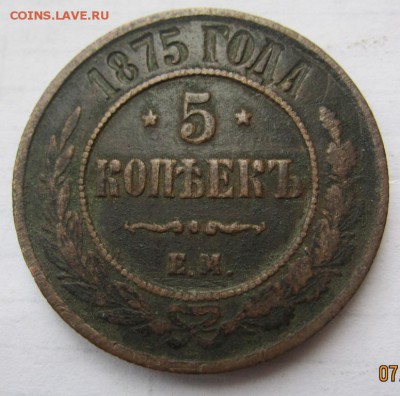 COINS.LAVE.RU
1875 ГОДА
5
КОПѢЕКЪ
Е.М.
07